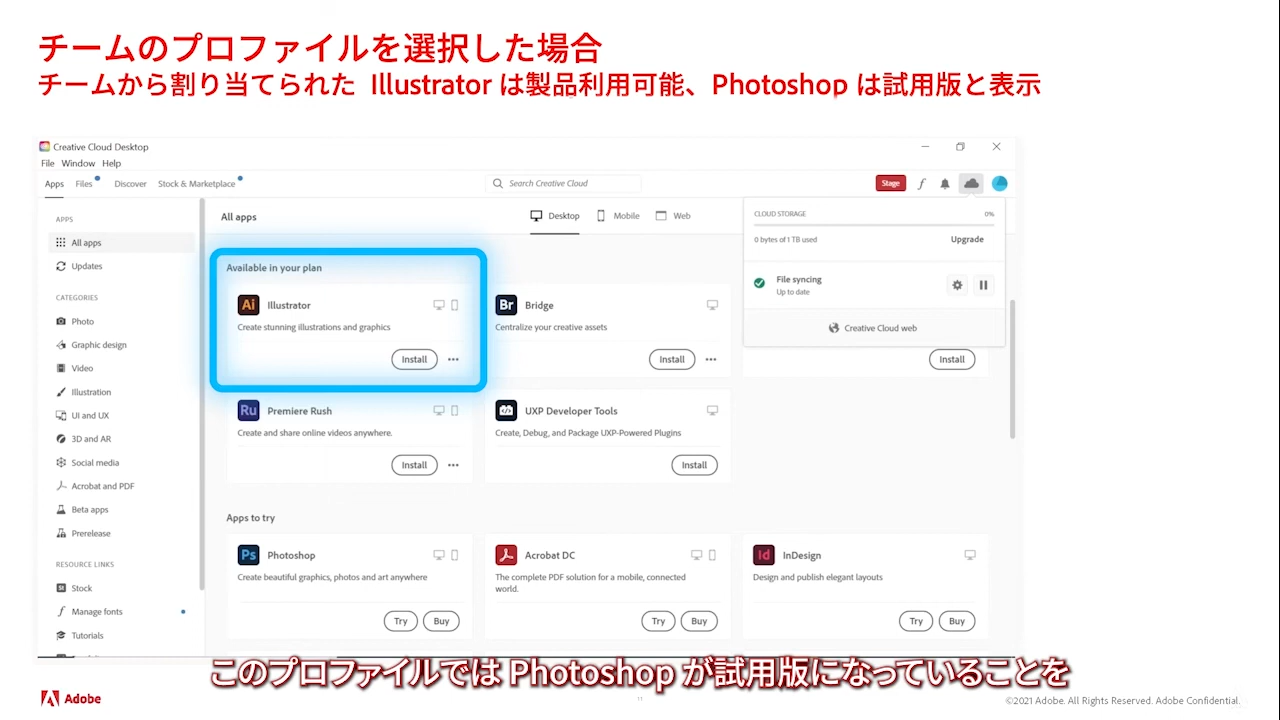 チームのプロファイルを選択した場合
チームから割り当てられた Illustrator は製品利用可能、Photoshop は試用版と表示
Creative Cloud Desktop
File Window Help
Apps Files Discover Stock & Marketplace Search Creative Cloud Stage
APPS
All apps
Updates
CATEGORIES
Photo
Graphic design
Video
Illustration
UI and UX
3D and AR
Social media
Acrobat and PDF
Beta apps
Prerelease
RESOURCE LINKS
Stock
Manage fonts
Tutorials
All apps Desktop Mobile Web
CLOUD STORAGE 0%
0 bytes of 1 TB used Upgrade
File syncing
Up to date
Creative Cloud web
Available in your plan
Ai Illustrator
Create stunning illustrations and graphics
Install
Br Bridge
Centralize your creative assets
Install
Install
Ru Premiere Rush
Create and share online videos anywhere.
Install
UXP Developer Tools
Create, Debug, and Package UXP-Powered Plugins
Install
Apps to try
Ps Photoshop
Create beautiful graphics, photos and art anywhere
Try Buy
Acrobat DC
The complete PDF solution for a mobile, connected
world.
Try Buy
Id InDesign
Design and publish elegant layouts
Try Buy
このプロファイルでは Photoshop が試用版になっていることを
Adobe
11
©2021 Adobe. All Rights Reserved. Adobe Confidential.